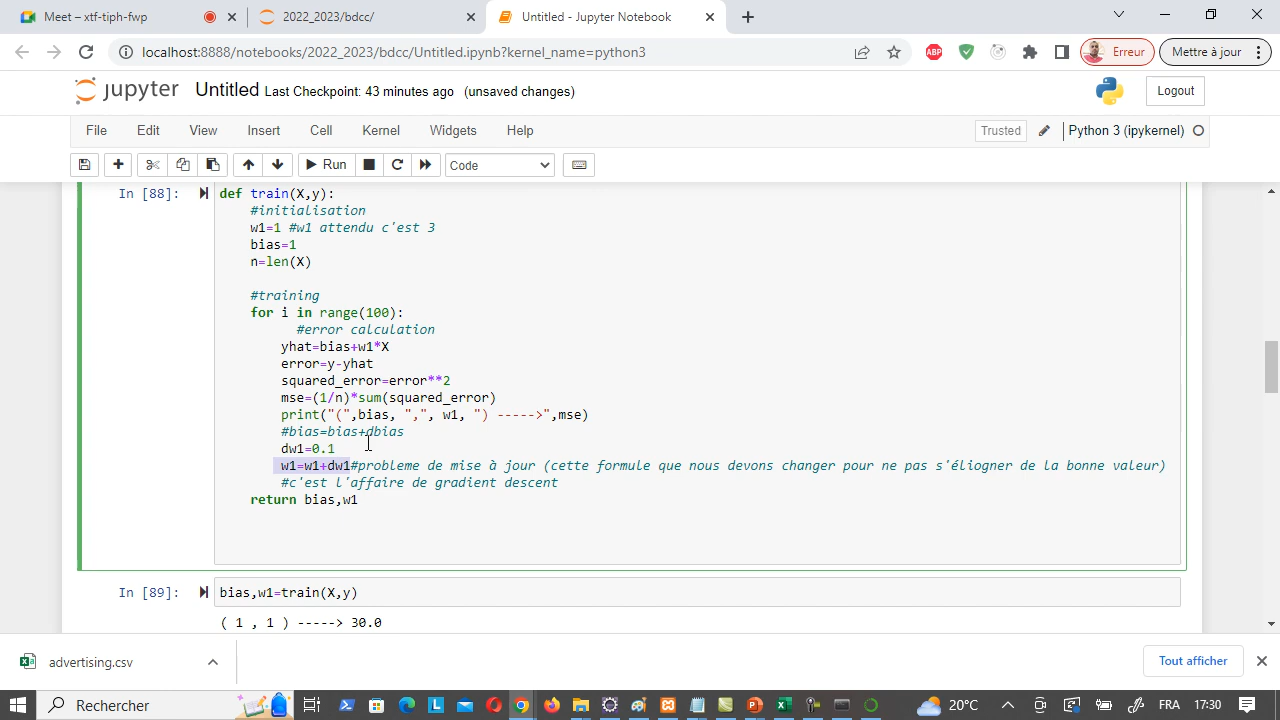 Meet – xtf-tiph-fwp
2022_2023/bdcc/
Untitled - Jupyter Notebook
localhost:8888/notebooks/2022_2023/bdcc/Untitled.ipynb?kernel_name=python3
ABP
Erreur
Mettre à jour
jupyter
Untitled Last Checkpoint: 43 minutes ago (unsaved changes)
Logout
File Edit View Insert Cell Kernel Widgets Help
Trusted
Python 3 (ipykernel)
Run
Code
In [88]:
def train(X,y):
#initialisation
w1=1 #w1 attendu c'est 3
bias=1
n=len(X)
#training
for i in range(100):
#error calculation
yhat=bias+w1*X
error=y-yhat
squared_error=error**2
mse=(1/n)*sum(squared_error)
print("(",bias, ",", w1, ") ----->",mse)
#bias=bias+dbias
dw1=0.1
w1=w1+dw1#probleme de mise à jour (cette formule que nous devons changer pour ne pas s'éliogner de la bonne valeur)
#c'est l'affaire de gradient descent
return bias,w1
In [89]:
bias,w1=train(X,y)
( 1 , 1 ) -----> 30.0
advertising.csv
Tout afficher
Rechercher
L
20°C
FRA
17:30